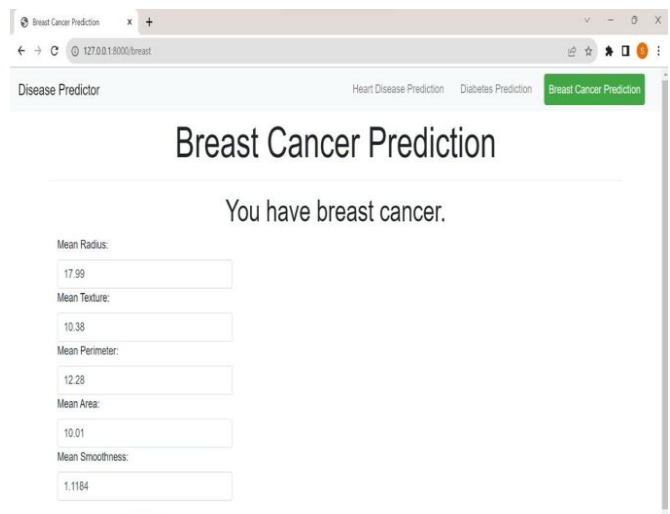 Breast Cancer Prediction
127.0.0.1:8000/breast
S
Disease Predictor Heart Disease Prediction Diabetes Prediction Breast Cancer Prediction
Breast Cancer Prediction
You have breast cancer.
Mean Radius:
17.99
Mean Texture:
10.38
Mean Perimeter:
12.28
Mean Area:
10.01
Mean Smoothness:
1.1184